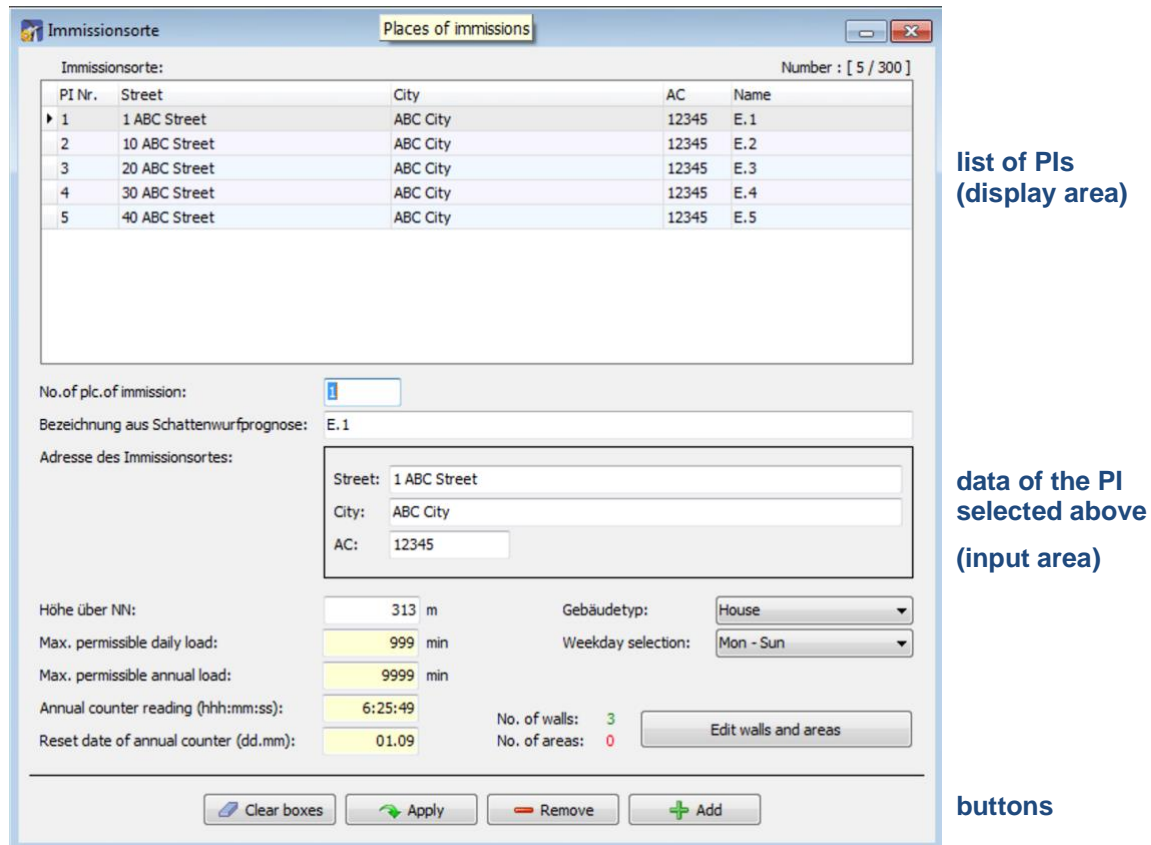 Immissionsorte
Places of immissions
Immissionsorte: Number : [ 5 / 300 ]
PI Nr. Street City AC Name
1 1 ABC Street ABC City 12345 E.1
2 10 ABC Street ABC City 12345 E.2
3 20 ABC Street ABC City 12345 E.3
4 30 ABC Street ABC City 12345 E.4
5 40 ABC Street ABC City 12345 E.5
list of PIs
(display area)
No.of plc.of immission: 1
Bezeichnung aus Schattenwurfprognose: E.1
Adresse des Immissionsortes:
Street: 1 ABC Street
City: ABC City
AC: 12345
data of the PI
selected above
(input area)
Höhe über NN: 313 m Gebäudetyp: House
Max. permissible daily load: 999 min Weekday selection: Mon - Sun
Max. permissible annual load: 9999 min
Annual counter reading (hhh:mm:ss): 6:25:49
No. of walls: 3
Reset date of annual counter (dd.mm): 01.09
No. of areas: 0
Edit walls and areas
Clear boxes Apply Remove Add
buttons